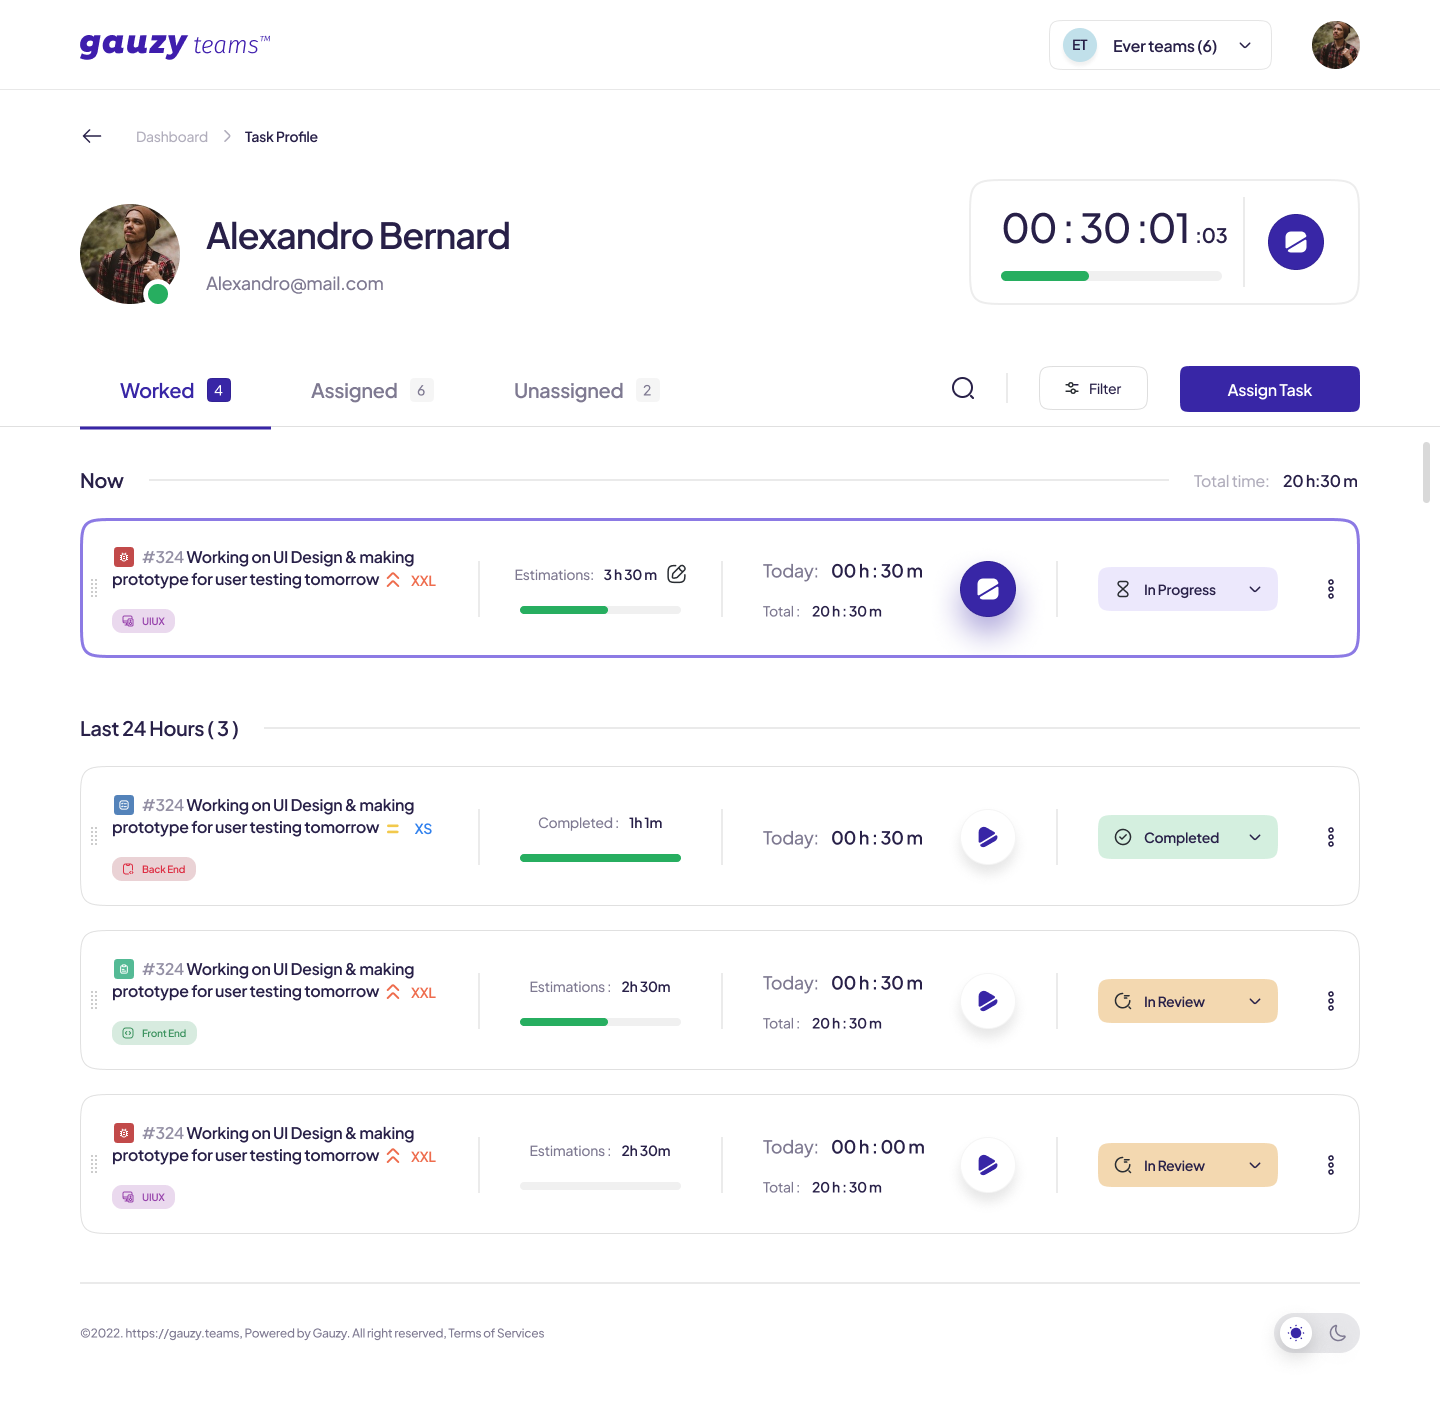 gauzy teams™
ET Ever teams (6)
Dashboard Task Profile
Alexandro Bernard
Alexandro@mail.com
00 : 30 :01 :03
Worked 4 Assigned 6 Unassigned 2 Filter Assign Task
Now Total time: 20 h:30 m
#324 Working on UI Design & making
prototype for user testing tomorrow XXL
UIUX
Estimations: 3 h 30 m
Today: 00 h : 30 m
Total : 20 h : 30 m
In Progress
Last 24 Hours ( 3 )
#324 Working on UI Design & making
prototype for user testing tomorrow XS
Back End
Completed : 1h 1m
Today: 00 h : 30 m
Completed
#324 Working on UI Design & making
prototype for user testing tomorrow XXL
Front End
Estimations : 2h 30m
Today: 00 h : 30 m
Total : 20 h : 30 m
In Review
#324 Working on UI Design & making
prototype for user testing tomorrow XXL
UIUX
Estimations : 2h 30m
Today: 00 h : 00 m
Total : 20 h : 30 m
In Review
©2022. https://gauzy.teams, Powered by Gauzy. All right reserved, Terms of Services